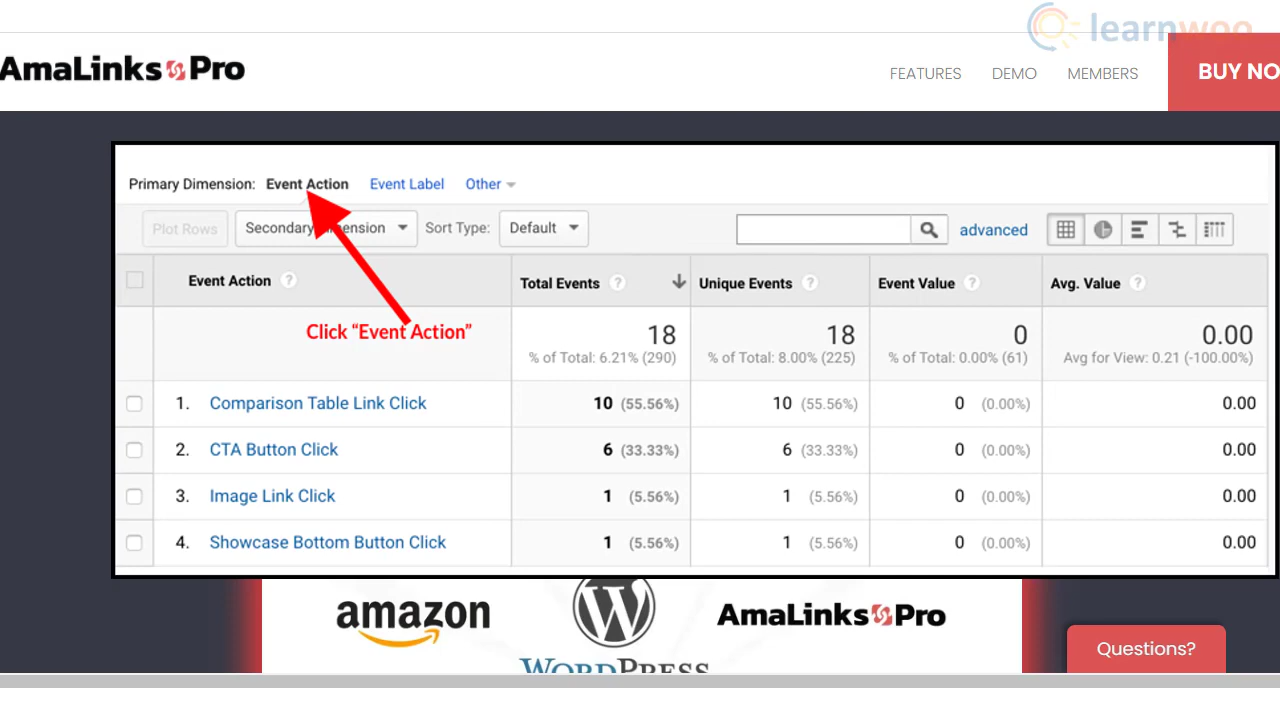 learnwoo
AmaLinks Pro
FEATURES DEMO MEMBERS BUY NO
Primary Dimension: Event Action Event Label Other
Plot Rows Secondary dimension Sort Type: Default advanced
Event Action ? Total Events ? Unique Events ? Event Value ? Avg. Value ?
Click “Event Action”
18 18 0 0.00
% of Total: 6.21% (290) % of Total: 8.00% (225) % of Total: 0.00% (61) Avg for View: 0.21 (-100.00%)
1. Comparison Table Link Click 10 (55.56%) 10 (55.56%) 0 (0.00%) 0.00
2. CTA Button Click 6 (33.33%) 6 (33.33%) 0 (0.00%) 0.00
3. Image Link Click 1 (5.56%) 1 (5.56%) 0 (0.00%) 0.00
4. Showcase Bottom Button Click 1 (5.56%) 1 (5.56%) 0 (0.00%) 0.00
amazon AmaLinks Pro
WORDPRESS
Questions?